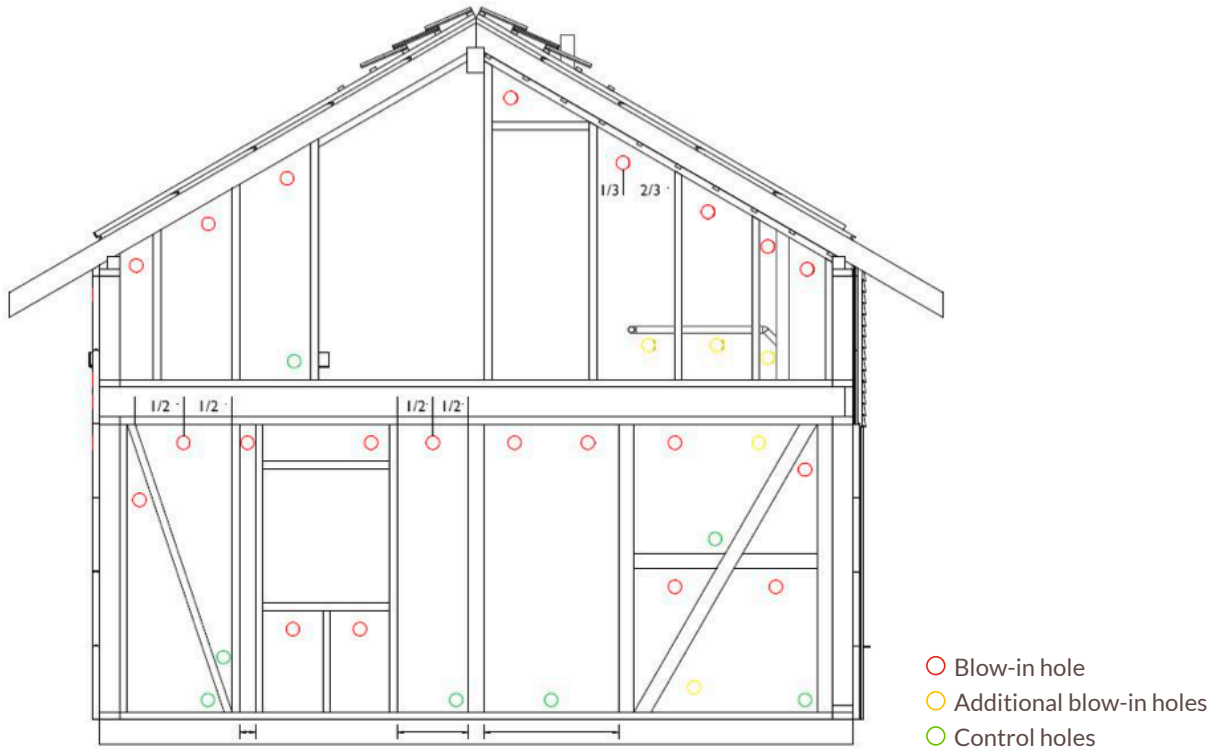 1/3 2/3
1/2 1/2 1/2 1/2
Blow-in hole
Additional blow-in holes
Control holes